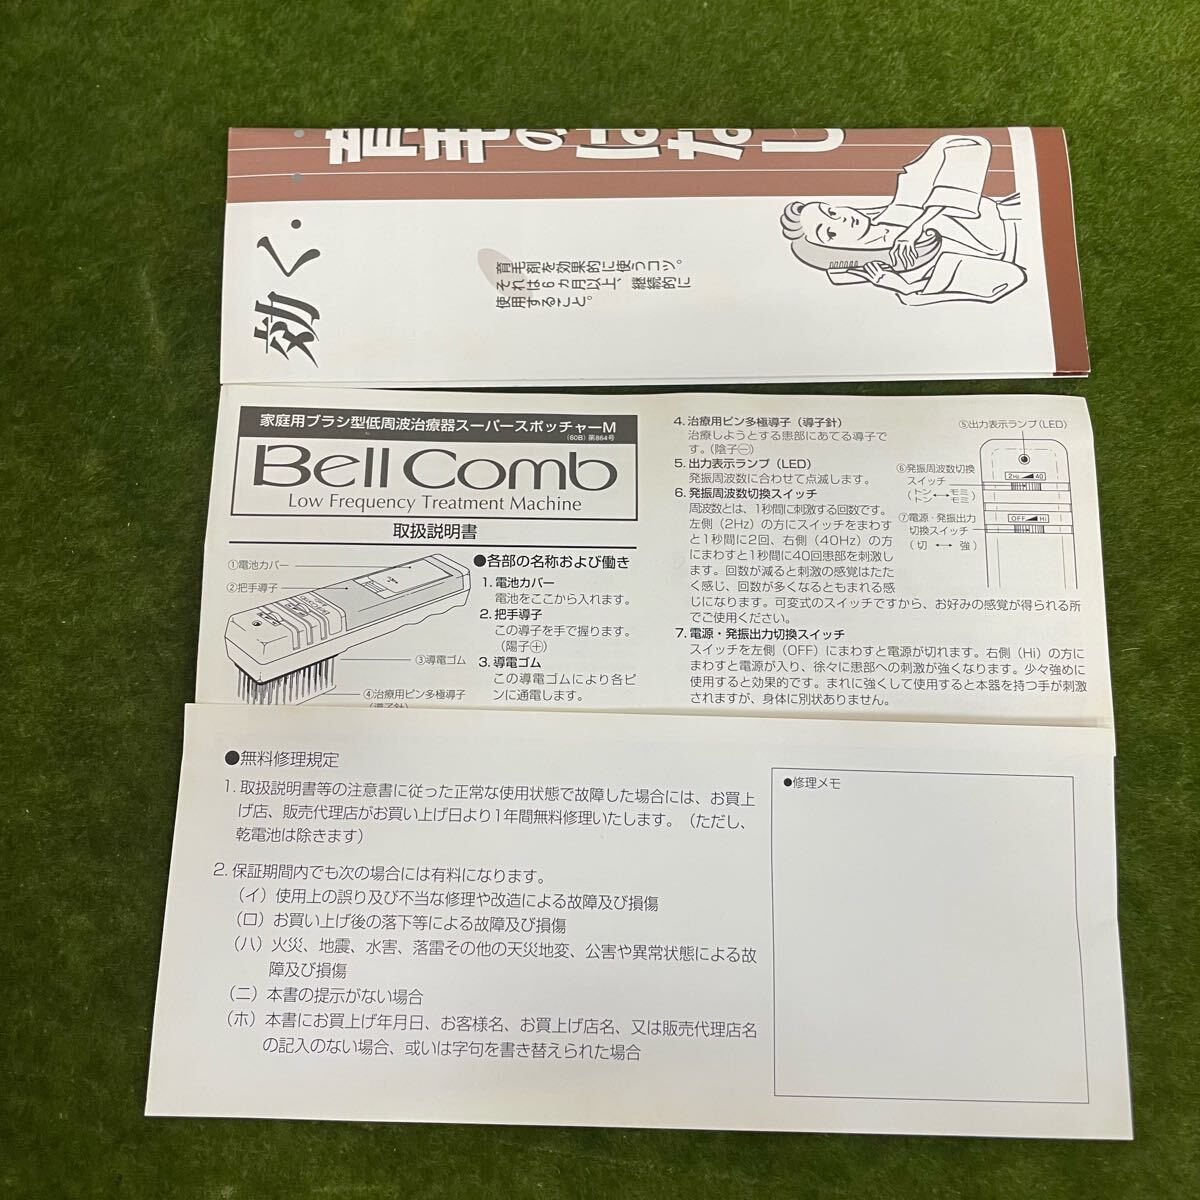 育毛のはなし
効く・
育毛剤を効果的に使うコツ。
それは6ヵ月以上、継続的に
使用すること。
家庭用ブラシ型低周波治療器スーパースポッチャーM
(60B)第864号
Bell Comb
Low Frequency Treatment Machine
取扱説明書
①電池カバー
②把手導子
③導電ゴム
④治療用ピン多極導子
(導子針)
●各部の名称および働き
1. 電池カバー
電池をここから入れます。
2. 把手導子
この導子を手で握ります。
(陽子⊕)
3. 導電ゴム
この導電ゴムにより各ピ
ンに通電します。
4. 治療用ピン多極導子(導子針)
治療しようとする患部にあてる導子で
す。(陰子⊖)
5. 出力表示ランプ(LED)
発振周波数に合わせて点滅します。
6. 発振周波数切換スイッチ
周波数とは、1秒間に刺激する回数です。
左側(2Hz)の方にスイッチをまわす
と1秒間に2回、右側(40Hz)の方
にまわすと1秒間に40回患部を刺激し
ます。回数が減ると刺激の感覚はたた
く感じ、回数が多くなるともまれる感
じになります。可変式のスイッチですから、お好みの感覚が得られる所
でご使用ください。
7. 電源・発振出力切換スイッチ
スイッチを左側(OFF)にまわすと電源が切れます。右側(Hi)の方に
まわすと電源が入り、徐々に患部への刺激が強くなります。少々強めに
使用すると効果的です。まれに強くして使用すると本器を持つ手が刺激
されますが、身体に別状ありません。
⑤出力表示ランプ(LED)
⑥発振周波数切換
スイッチ
(トントン↔モミモミ)
⑦電源・発振出力
切換スイッチ
(切 ↔ 強)
2Hz 40
OFF Hi
●無料修理規定
1. 取扱説明書等の注意書に従った正常な使用状態で故障した場合には、お買上
げ店、販売代理店がお買い上げ日より1年間無料修理いたします。(ただし、
乾電池は除きます)
2. 保証期間内でも次の場合には有料になります。
(イ)使用上の誤り及び不当な修理や改造による故障及び損傷
(ロ)お買い上げ後の落下等による故障及び損傷
(ハ)火災、地震、水害、落雷その他の天災地変、公害や異常状態による故
障及び損傷
(ニ)本書の提示がない場合
(ホ)本書にお買上げ年月日、お客様名、お買上げ店名、又は販売代理店名
の記入のない場合、或いは字句を書き替えられた場合
●修理メモ